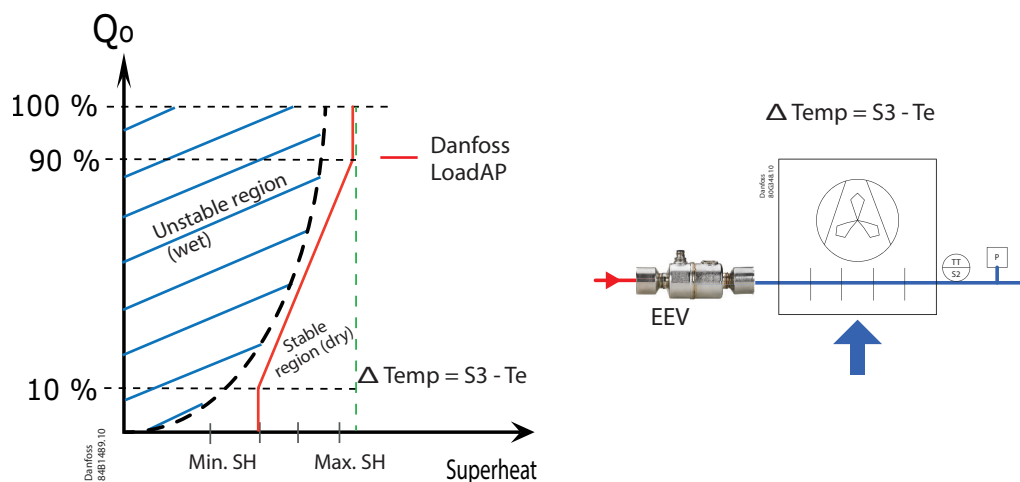 Qo
100 %
90 %
10 %
Unstable region
(wet)
Stable
region (dry)
Danfoss
LoadAP
Δ Temp = S3 - Te
Min. SH
Max. SH
Superheat
Danfoss
84B1489.10
Δ Temp = S3 - Te
Danfoss
80G348.10
EEV
TT
S2
P